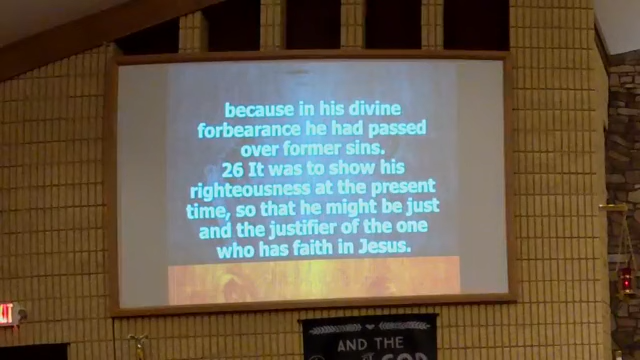 because in his divine
forbearance he had passed
over former sins.
26 It was to show his
righteousness at the present
time, so that he might be just
and the justifier of the one
who has faith in Jesus.
EXIT
AND THE
GOD